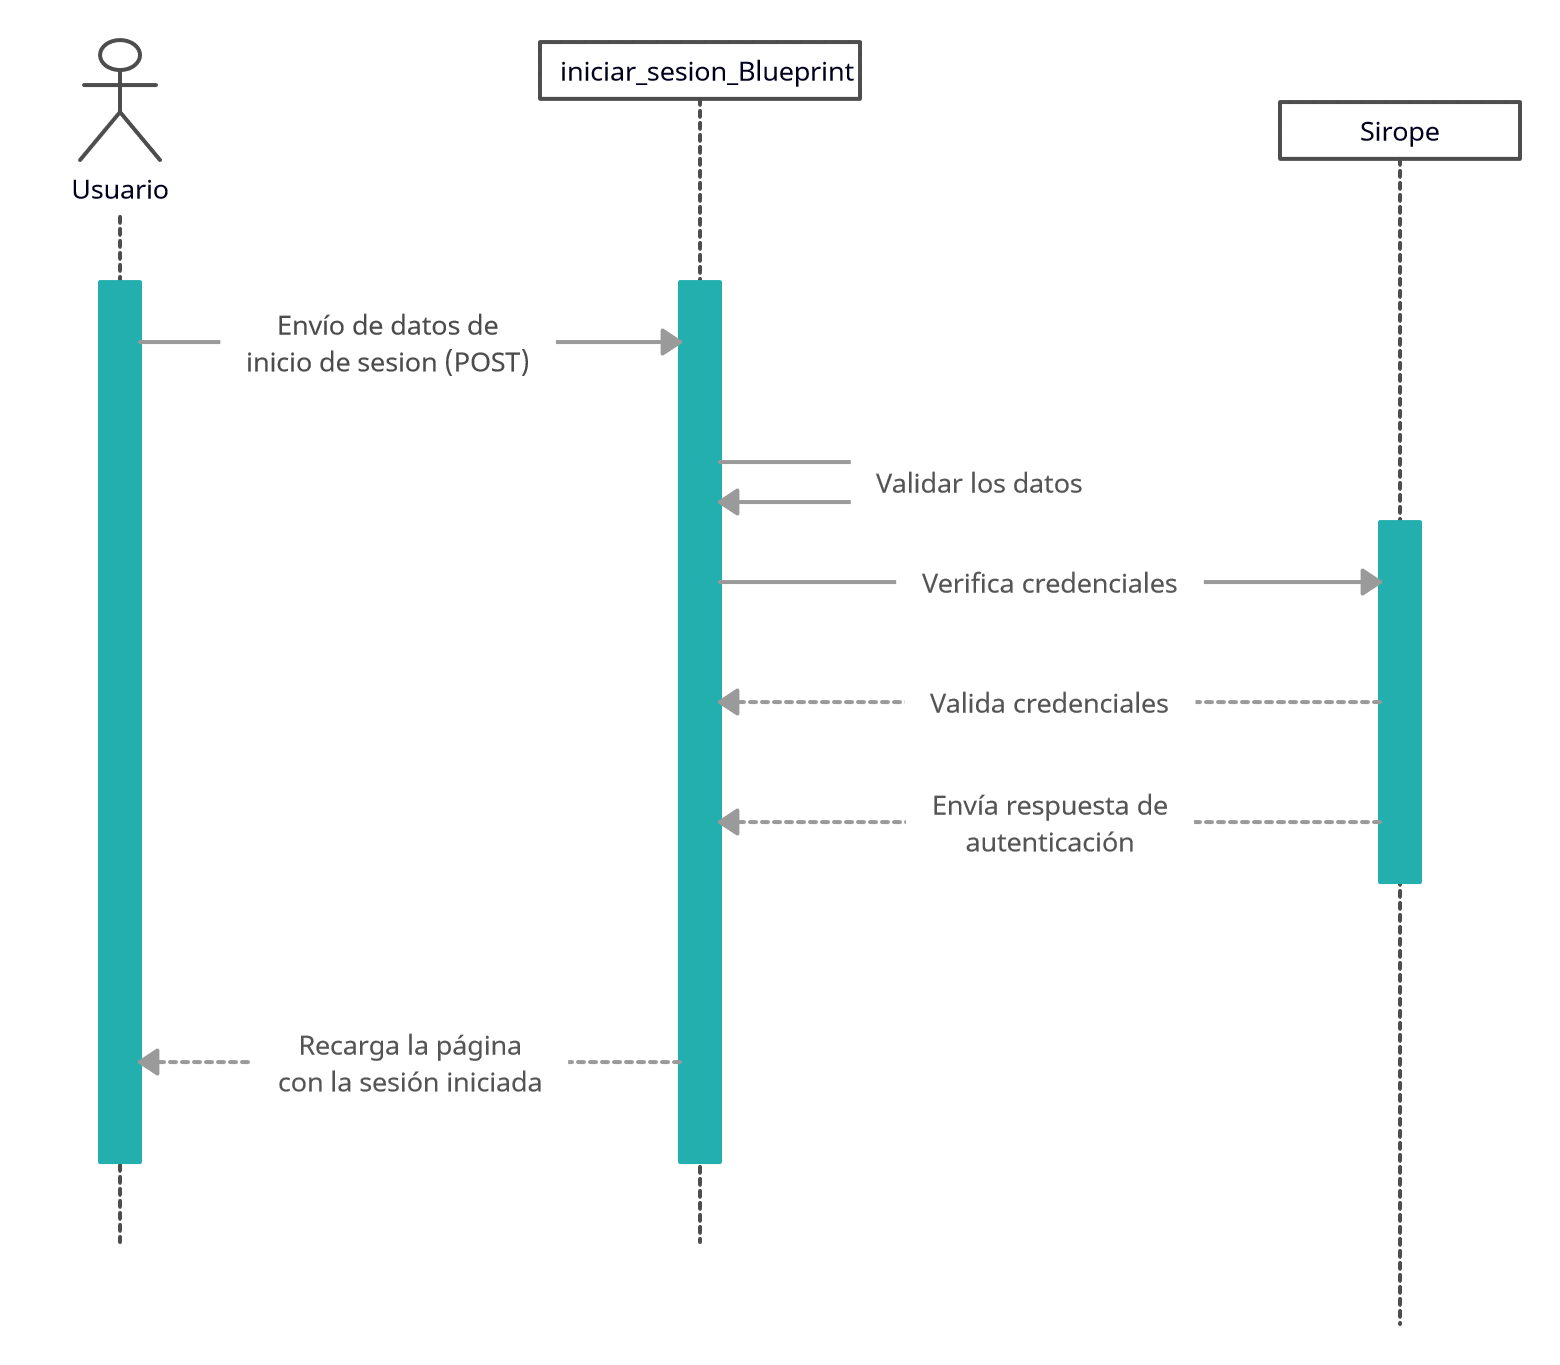 iniciar_sesion_Blueprint
Sirope
Usuario
Envío de datos de
inicio de sesion (POST)
Validar los datos
Verifica credenciales
Valida credenciales
Envía respuesta de
autenticación
Recarga la página
con la sesión iniciada